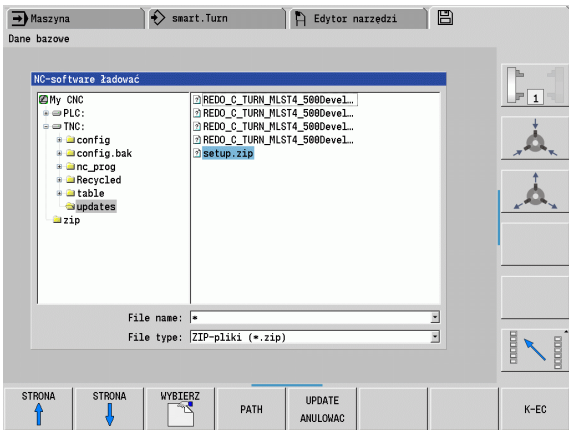 Maszyna
smart.Turn
Edytor narzędzi
Dane bazowe
NC-software ładować
My CNC
PLC:
TNC:
config
config.bak
nc_prog
Recycled
table
updates
zip
REDO_C_TURN_MLST4_500Devel…
REDO_C_TURN_MLST4_500Devel…
REDO_C_TURN_MLST4_500Devel…
REDO_C_TURN_MLST4_500Devel…
setup.zip
File name: *
File type: ZIP-pliki (*.zip)
1
STRONA
STRONA
WYBIERZ
PATH
UPDATE
ANULOWAC
K-EC